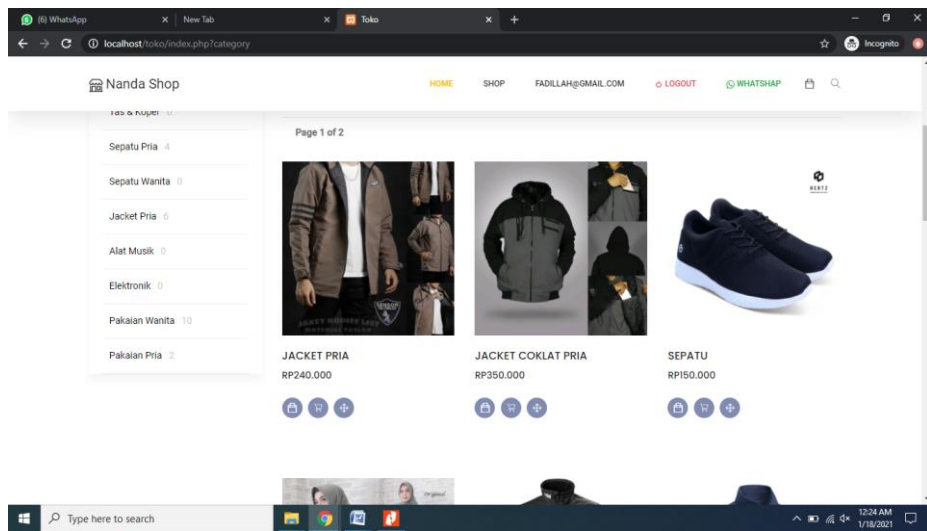 (6) WhatsApp
New Tab
Toko
localhost/toko/index.php?category
Incognito
Nanda Shop
HOME
SHOP
FADILLAH@GMAIL.COM
LOGOUT
WHATSHAP
Tas & Koper 0
Page 1 of 2
Sepatu Pria 4
Sepatu Wanita 0
Jacket Pria 6
Alat Musik 0
Elektronik 0
Pakaian Wanita 10
Pakaian Pria 2
JACKET PRIA
RP240.000
JACKET COKLAT PRIA
RP350.000
SEPATU
RP150.000
Original
Type here to search
12:24 AM
1/18/2021